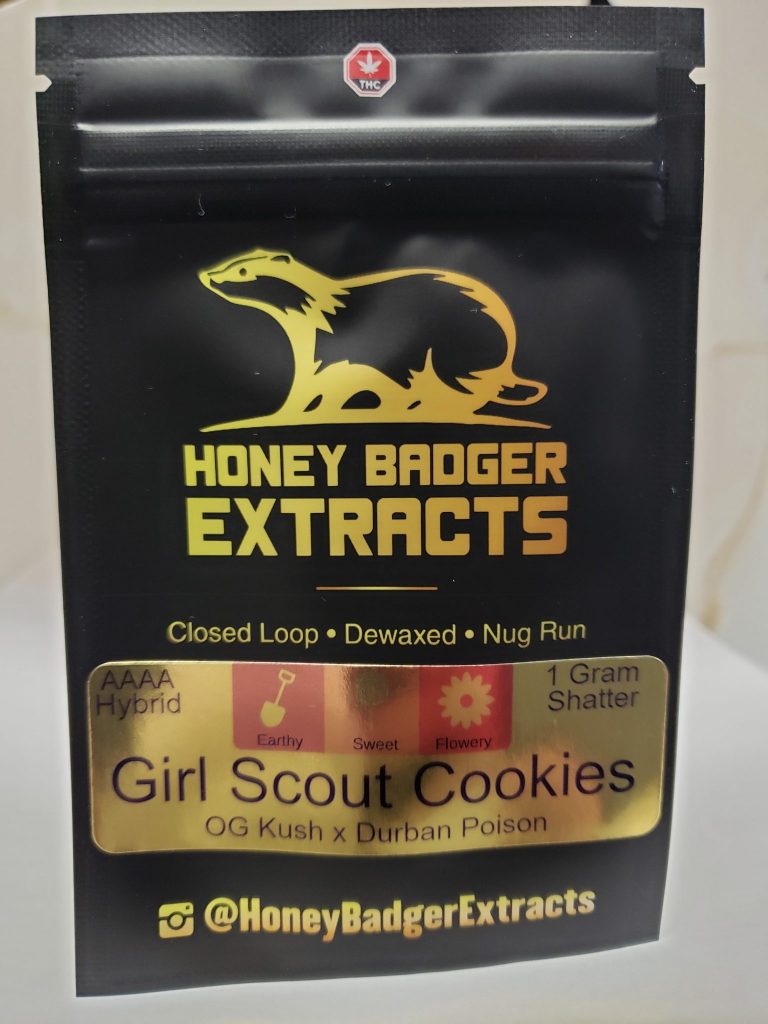 THC
HONEY BADGER
EXTRACTS
Closed Loop • Dewaxed • Nug Run
AAAA
Hybrid
Earthy
Sweet
Flowery
1 Gram
Shatter
Girl Scout Cookies
OG Kush x Durban Poison
@HoneyBadgerExtracts